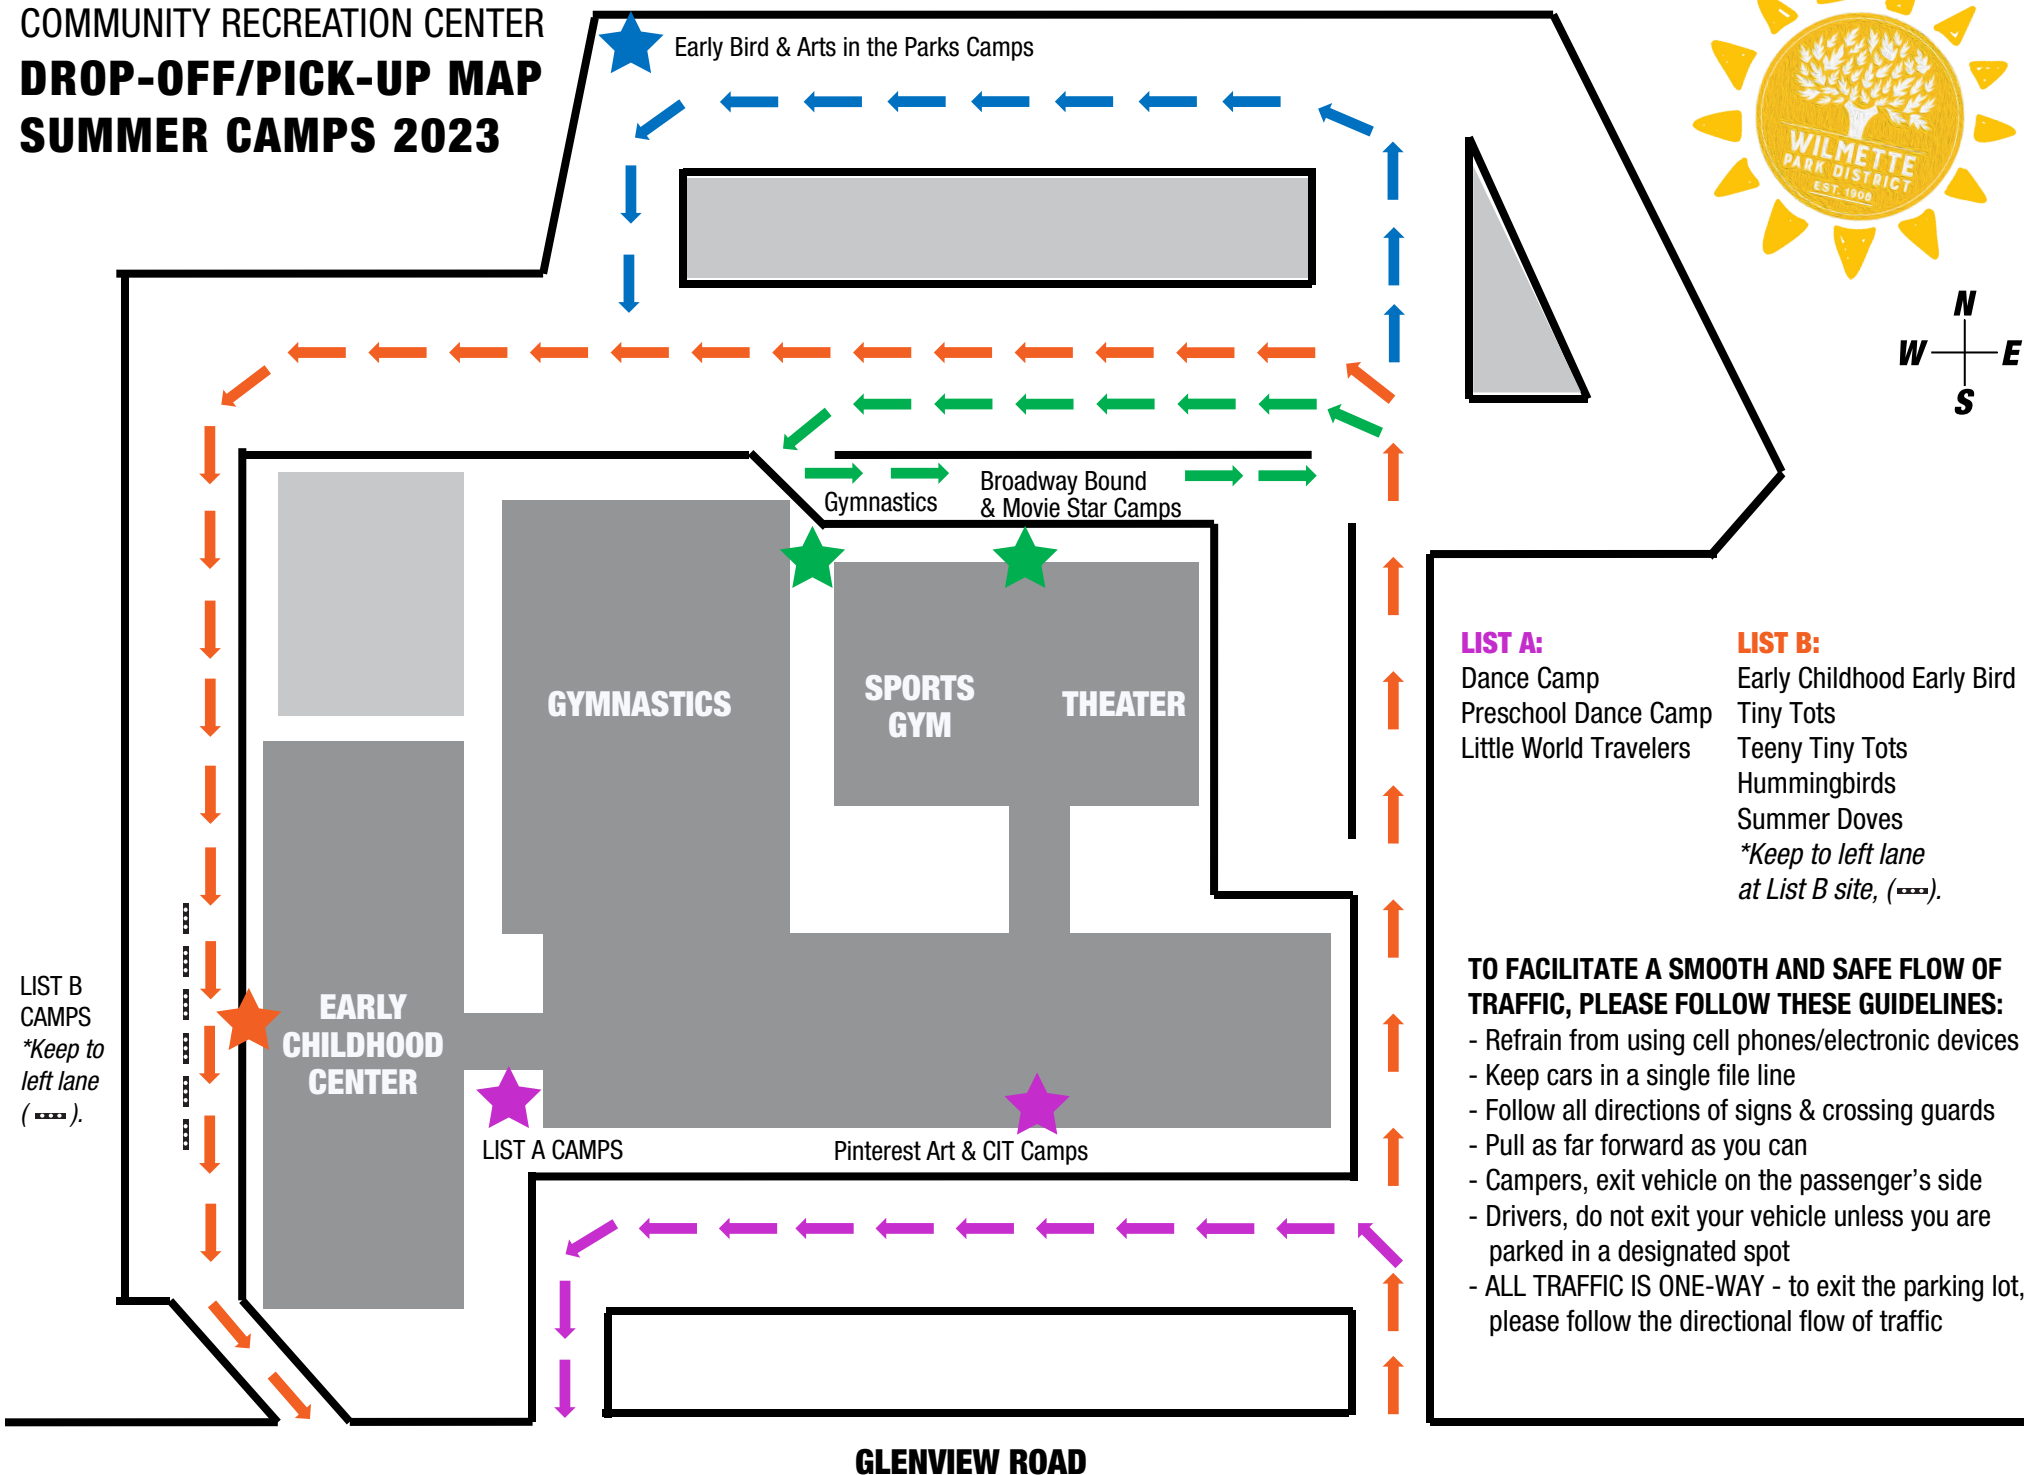 COMMUNITY RECREATION CENTER
DROP-OFF/PICK-UP MAP
SUMMER CAMPS 2023
Early Bird & Arts in the Parks Camps
WILMETTE
PARK DISTRICT
EST. 1908
N
W
E
S
Gymnastics
Broadway Bound
& Movie Star Camps
GYMNASTICS
SPORTS
GYM
THEATER
LIST A:
Dance Camp
Preschool Dance Camp
Little World Travelers
LIST B:
Early Childhood Early Bird
Tiny Tots
Teeny Tiny Tots
Hummingbirds
Summer Doves
*Keep to left lane
at List B site, ( ).
LIST B
CAMPS
*Keep to
left lane
( ).
EARLY
CHILDHOOD
CENTER
LIST A CAMPS
Pinterest Art & CIT Camps
TO FACILITATE A SMOOTH AND SAFE FLOW OF
TRAFFIC, PLEASE FOLLOW THESE GUIDELINES:
- Refrain from using cell phones/electronic devices
- Keep cars in a single file line
- Follow all directions of signs & crossing guards
- Pull as far forward as you can
- Campers, exit vehicle on the passenger's side
- Drivers, do not exit your vehicle unless you are
parked in a designated spot
- ALL TRAFFIC IS ONE-WAY - to exit the parking lot,
please follow the directional flow of traffic
GLENVIEW ROAD